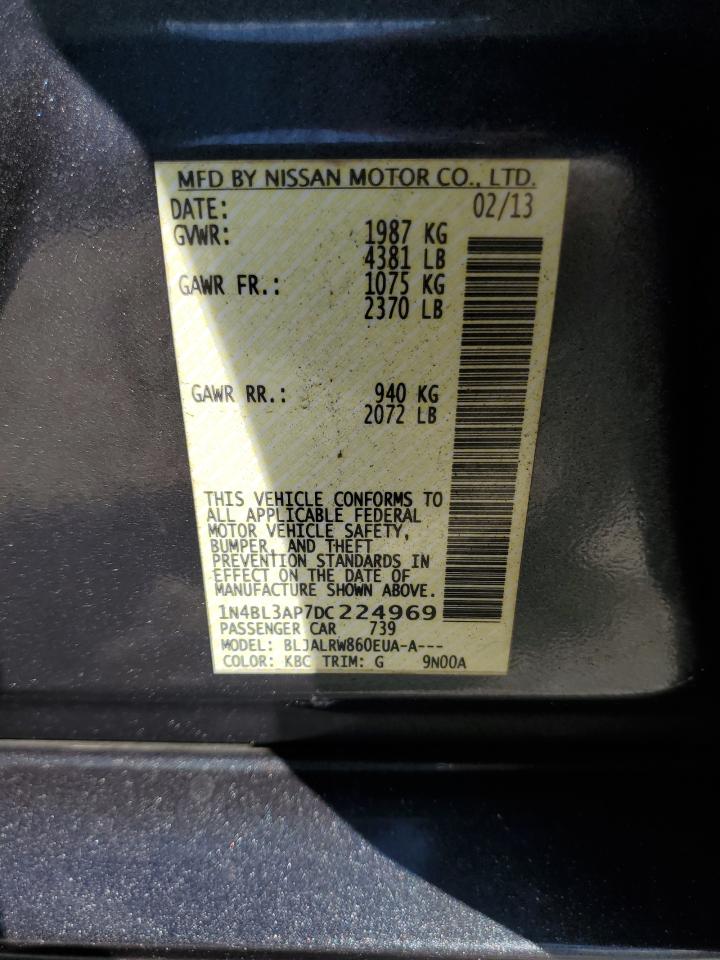 MFD BY NISSAN MOTOR CO., LTD.
DATE: 02/13
GVWR: 1987 KG
4381 LB
GAWR FR.: 1075 KG
2370 LB
GAWR RR.: 940 KG
2072 LB
THIS VEHICLE CONFORMS TO
ALL APPLICABLE FEDERAL
MOTOR VEHICLE SAFETY,
BUMPER, AND THEFT
PREVENTION STANDARDS IN
EFFECT ON THE DATE OF
MANUFACTURE SHOWN ABOVE.
1N4BL3AP7DC224969
PASSENGER CAR 739
MODEL: BLJALRW860EUA-A---
COLOR: KBC TRIM: G 9N00A